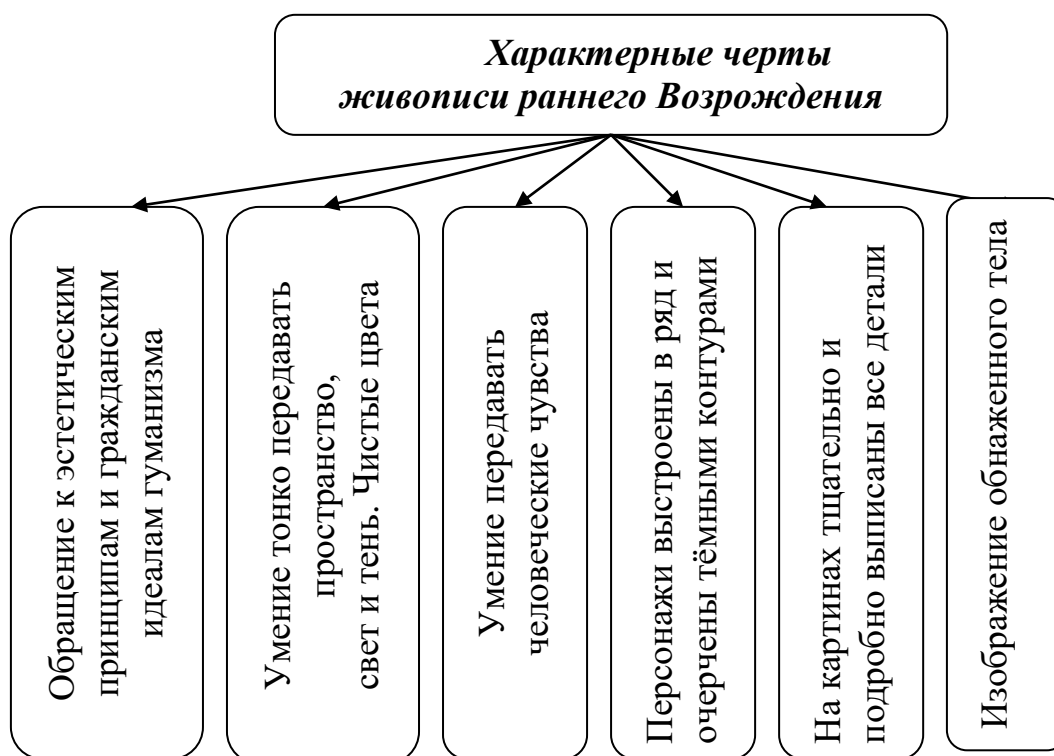 Характерные черты
живописи раннего Возрождения
Обращение к эстетическим
принципам и гражданским
идеалам гуманизма
Умение тонко передавать
пространство,
свет и тень. Чистые цвета
Умение передавать
человеческие чувства
Персонажи выстроены в ряд и
очерчены тёмными контурами
На картинах тщательно и
подробно выписаны все детали
Изображение обнаженного тела